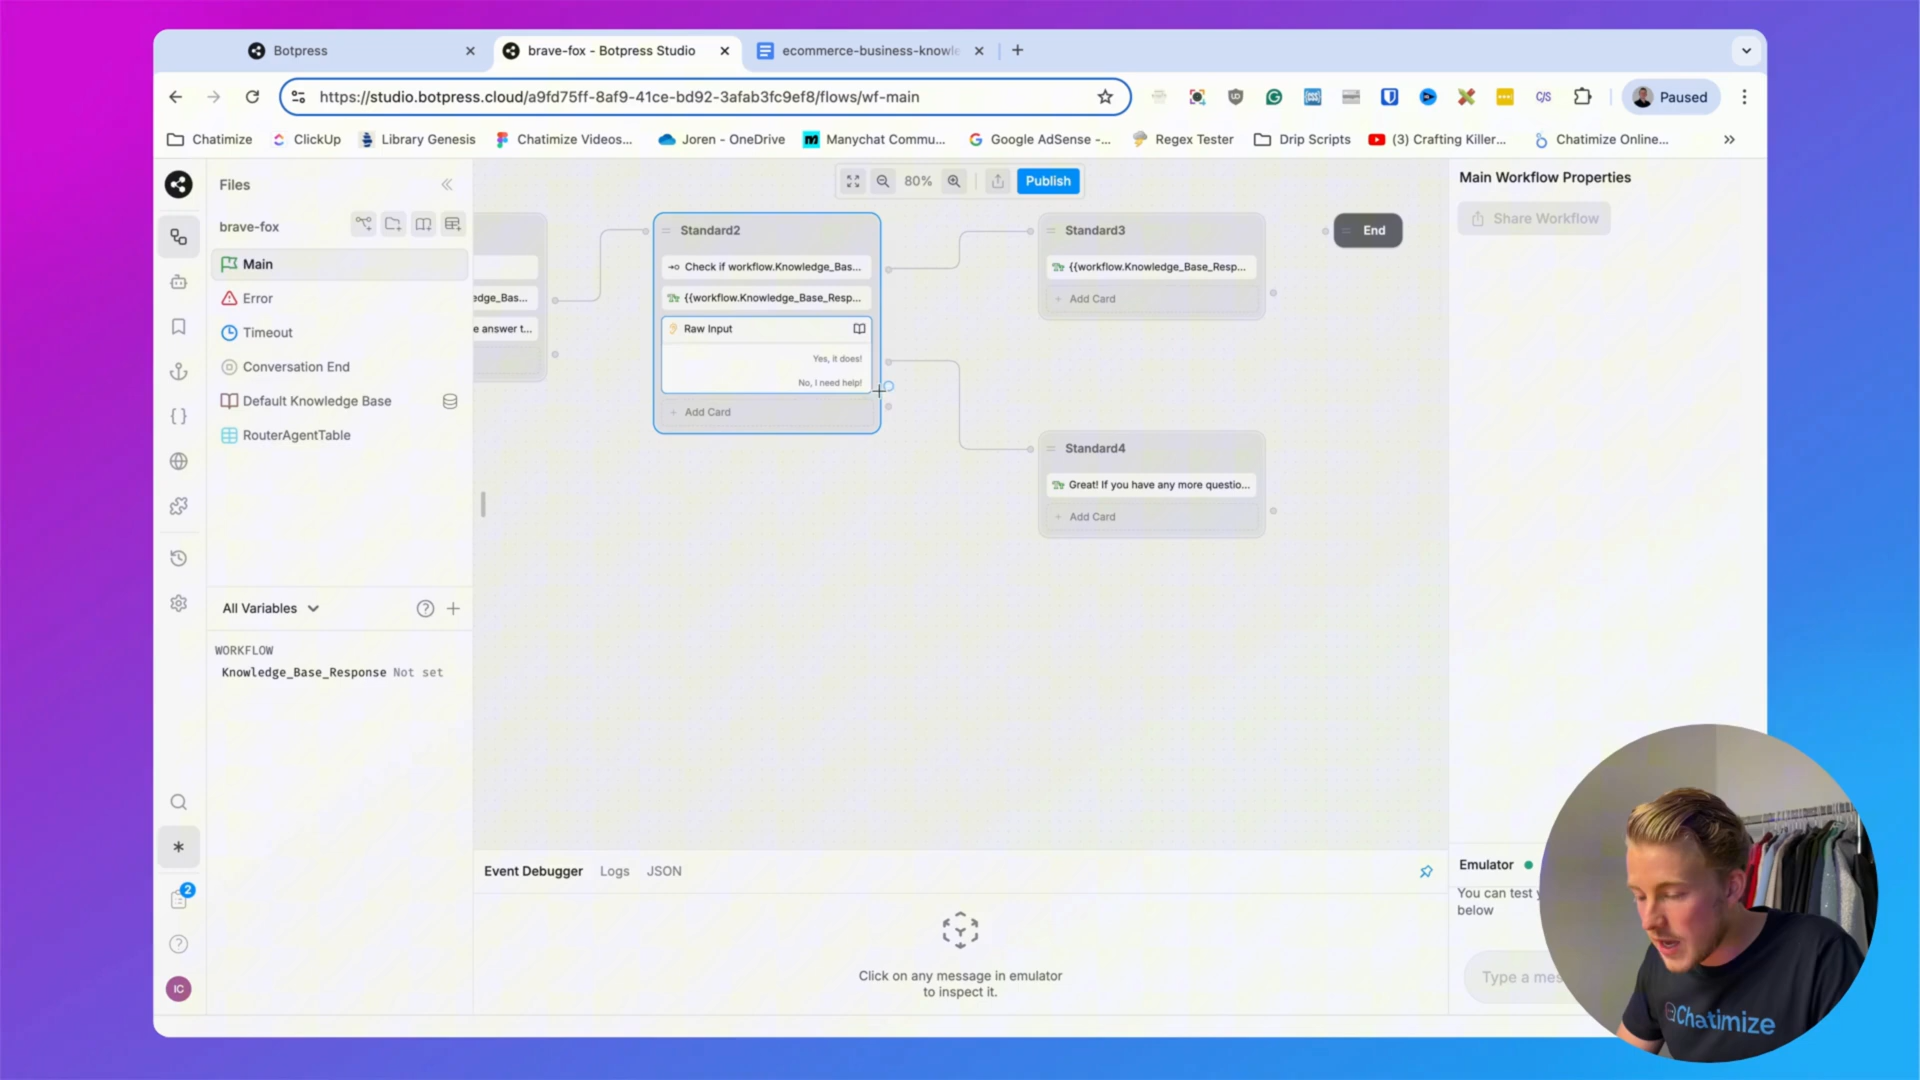 Botpress
brave-fox - Botpress Studio
ecommerce-business-knowle
https://studio.botpress.cloud/a9fd75ff-8af9-41ce-bd92-3afab3fc9ef8/flows/wf-main
Paused
Chatimize
ClickUp
Library Genesis
Chatimize Videos...
Joren - OneDrive
Manychat Commu...
Google AdSense -...
Regex Tester
Drip Scripts
(3) Crafting Killer...
Chatimize Online...
Files
80%
Publish
Main Workflow Properties
Share Workflow
brave-fox
Main
Error
Timeout
Conversation End
Default Knowledge Base
RouterAgentTable
edge_Bas...
e answer t...
Standard2
Check if workflow.Knowledge_Bas...
{{workflow.Knowledge_Base_Resp...
Raw Input
Yes, it does!
No, I need help!
+ Add Card
Standard3
{{workflow.Knowledge_Base_Resp...
+ Add Card
End
Standard4
Great! If you have any more questio...
+ Add Card
All Variables
WORKFLOW
Knowledge_Base_Response Not set
2
IC
Event Debugger
Logs
JSON
Click on any message in emulator
to inspect it.
Emulator
You can test y
below
Type a mes
Chatimize